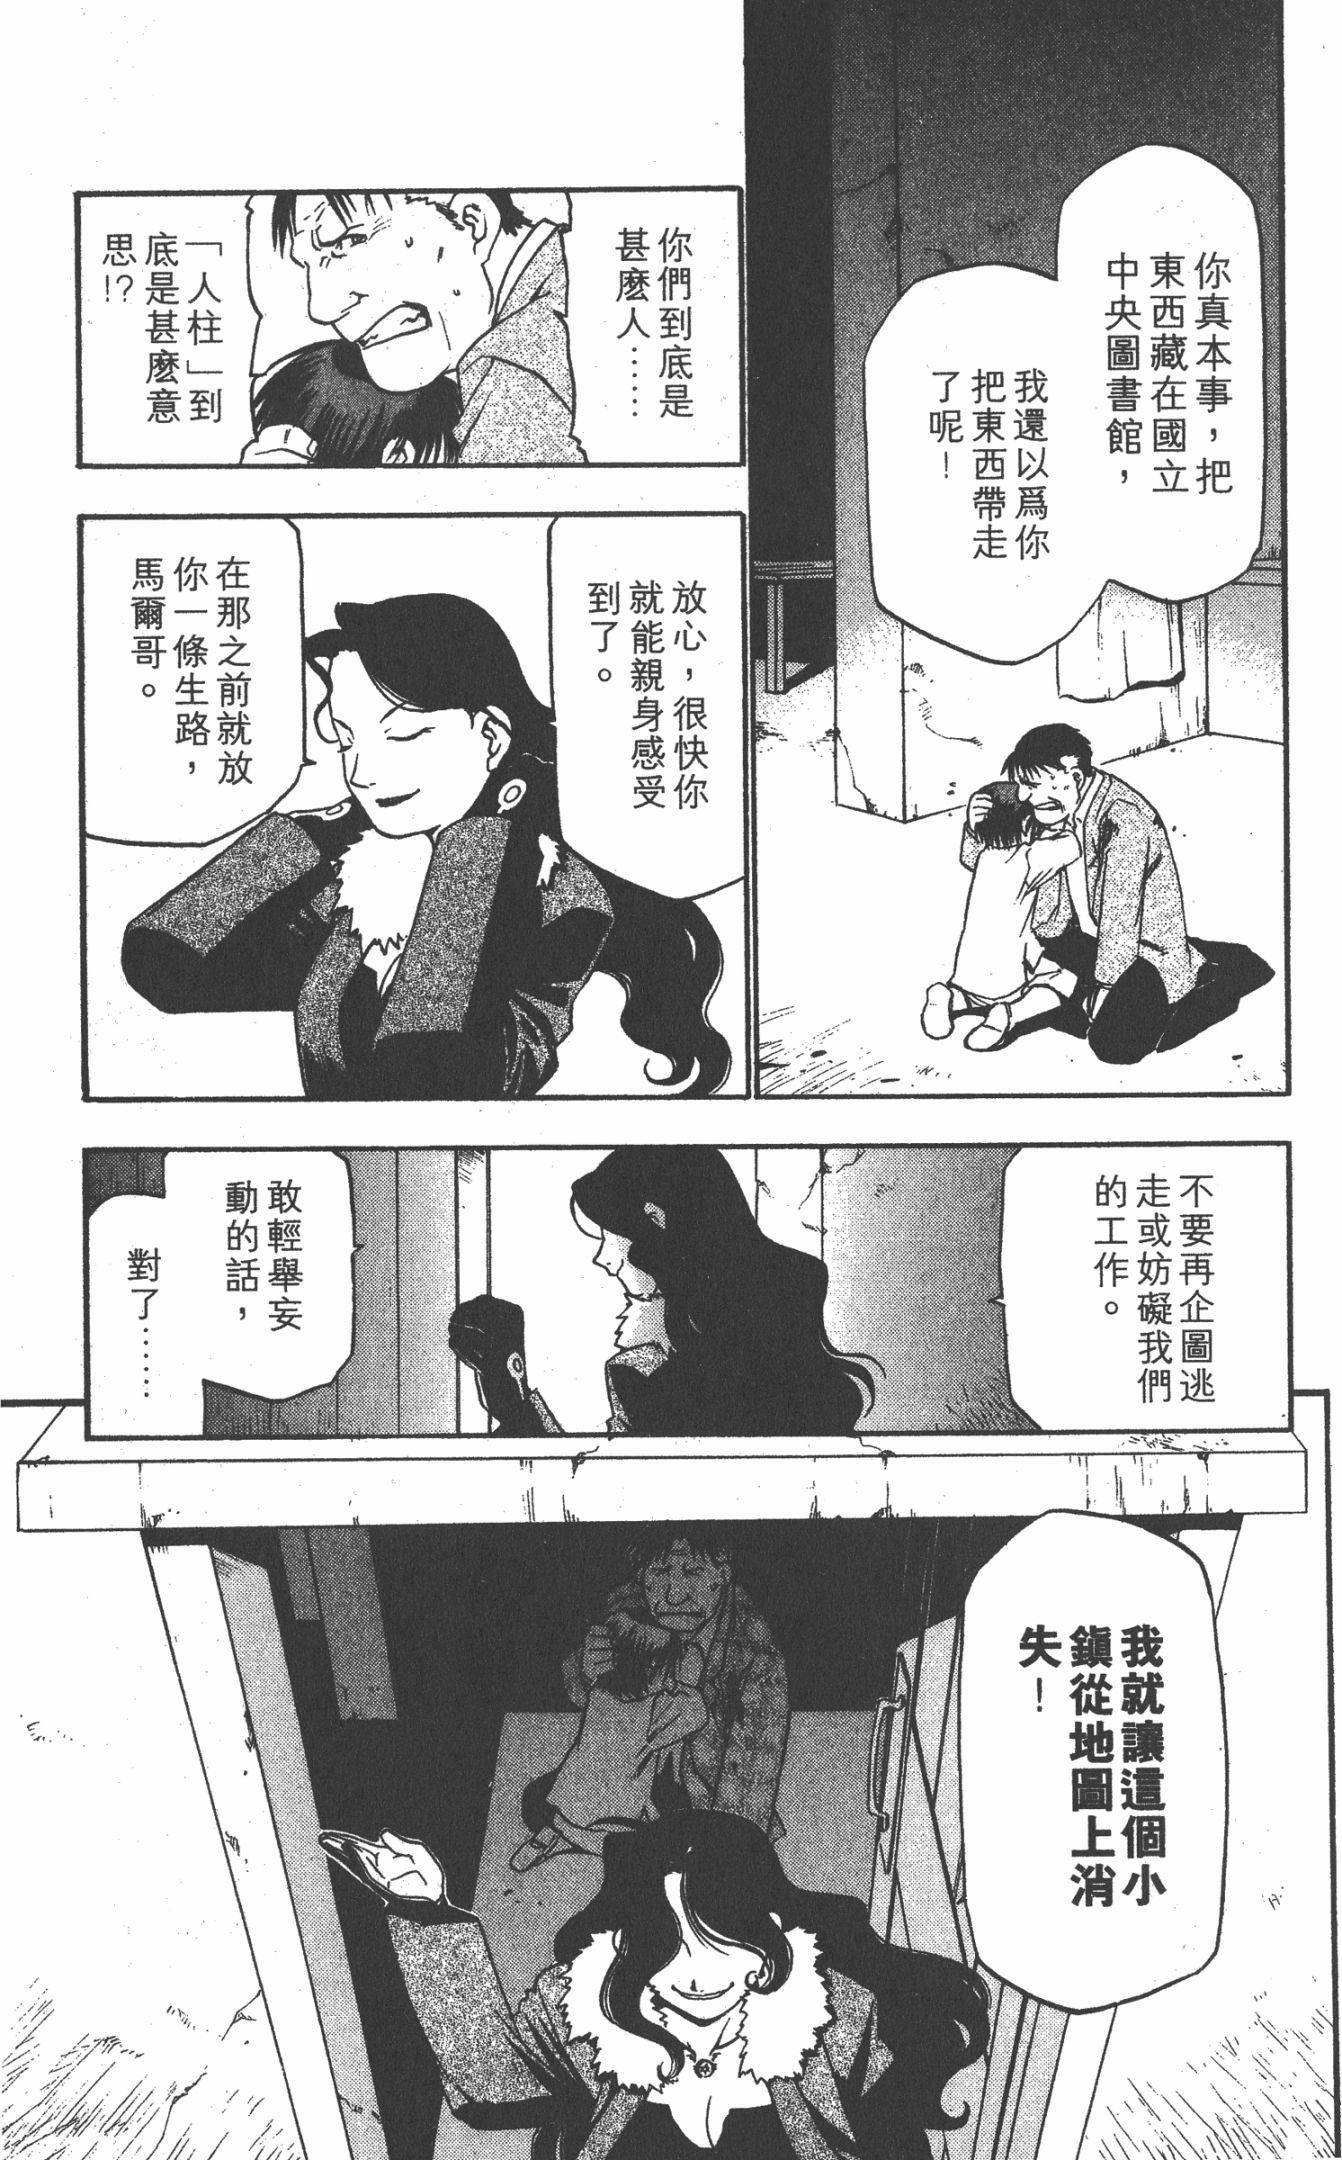 你真本事，把
東西藏在國立
中央圖書館，
我還以爲你
把東西帶走
了呢！
你們到底是
甚麽人……
「人柱」到
底是甚麽意
思!?
放心，很快你
就能親身感受
到了。
在那之前就放
你一條生路，
馬爾哥。
不要再企圖逃
走或妨礙我們
的工作。
敢輕舉妄
動的話，
對了……
我就讓這個小
鎭從地圖上消
失！